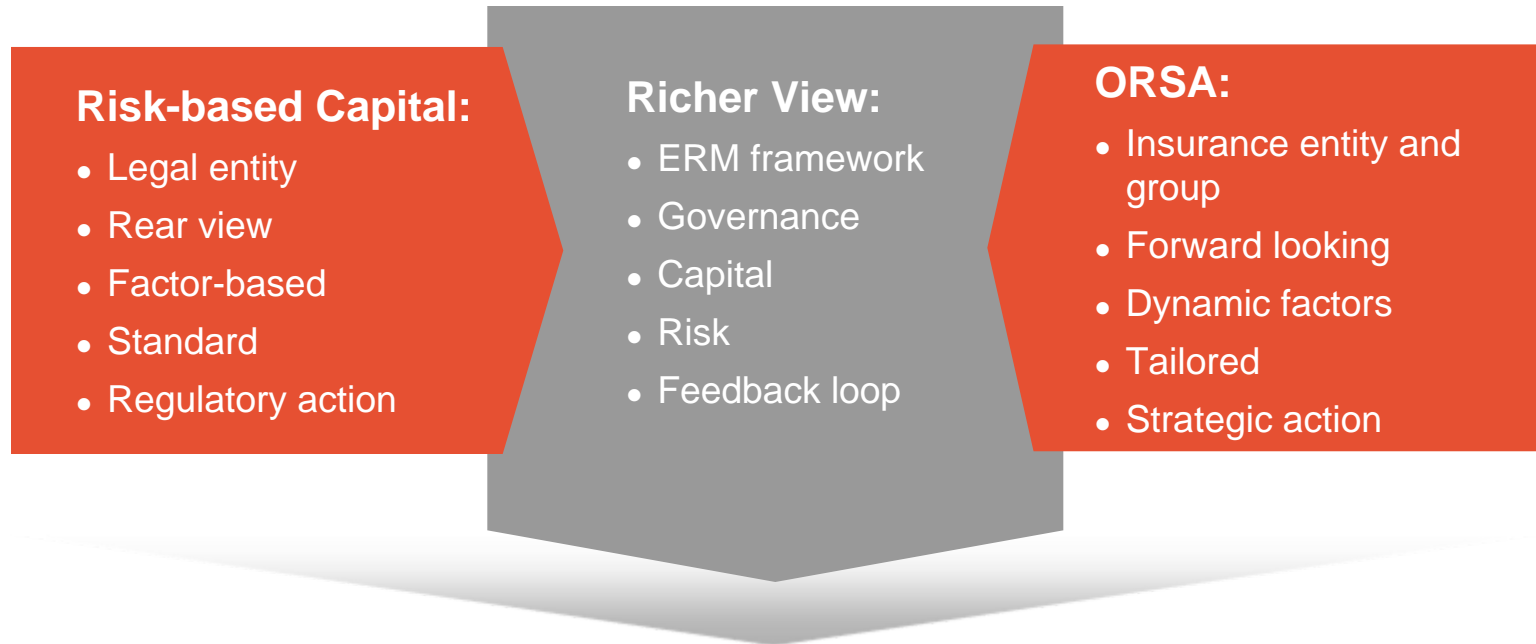 Risk-based Capital:
● Legal entity
● Rear view
● Factor-based
● Standard
● Regulatory action
Richer View:
● ERM framework
● Governance
● Capital
● Risk
● Feedback loop
ORSA:
● Insurance entity and
group
● Forward looking
● Dynamic factors
● Tailored
● Strategic action